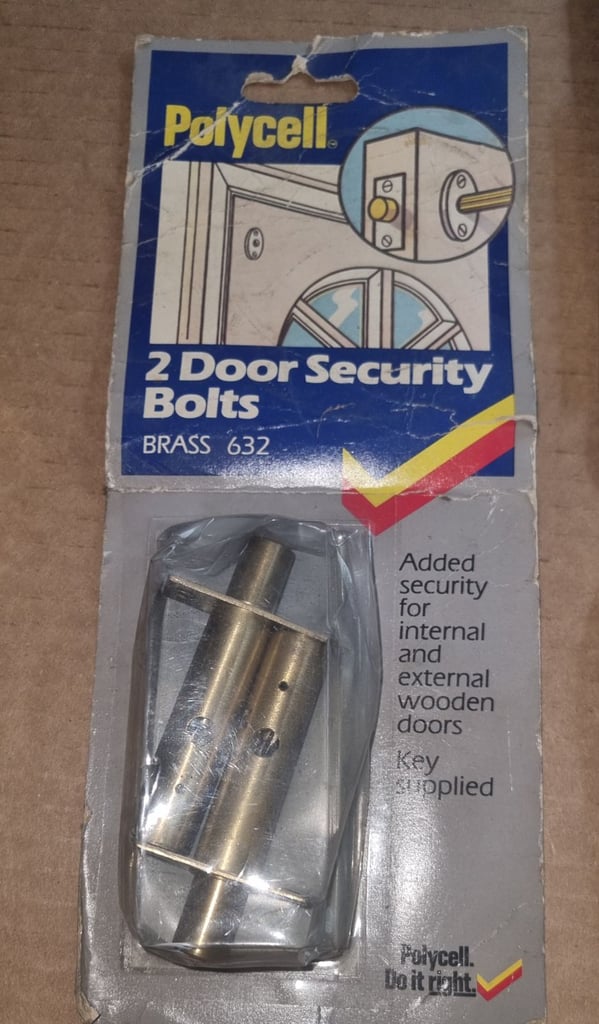 Polycell
2 Door Security
Bolts
BRASS 632
Added
security
for
internal
and
external
wooden
doors
Key
supplied
Polycell.
Do it right.